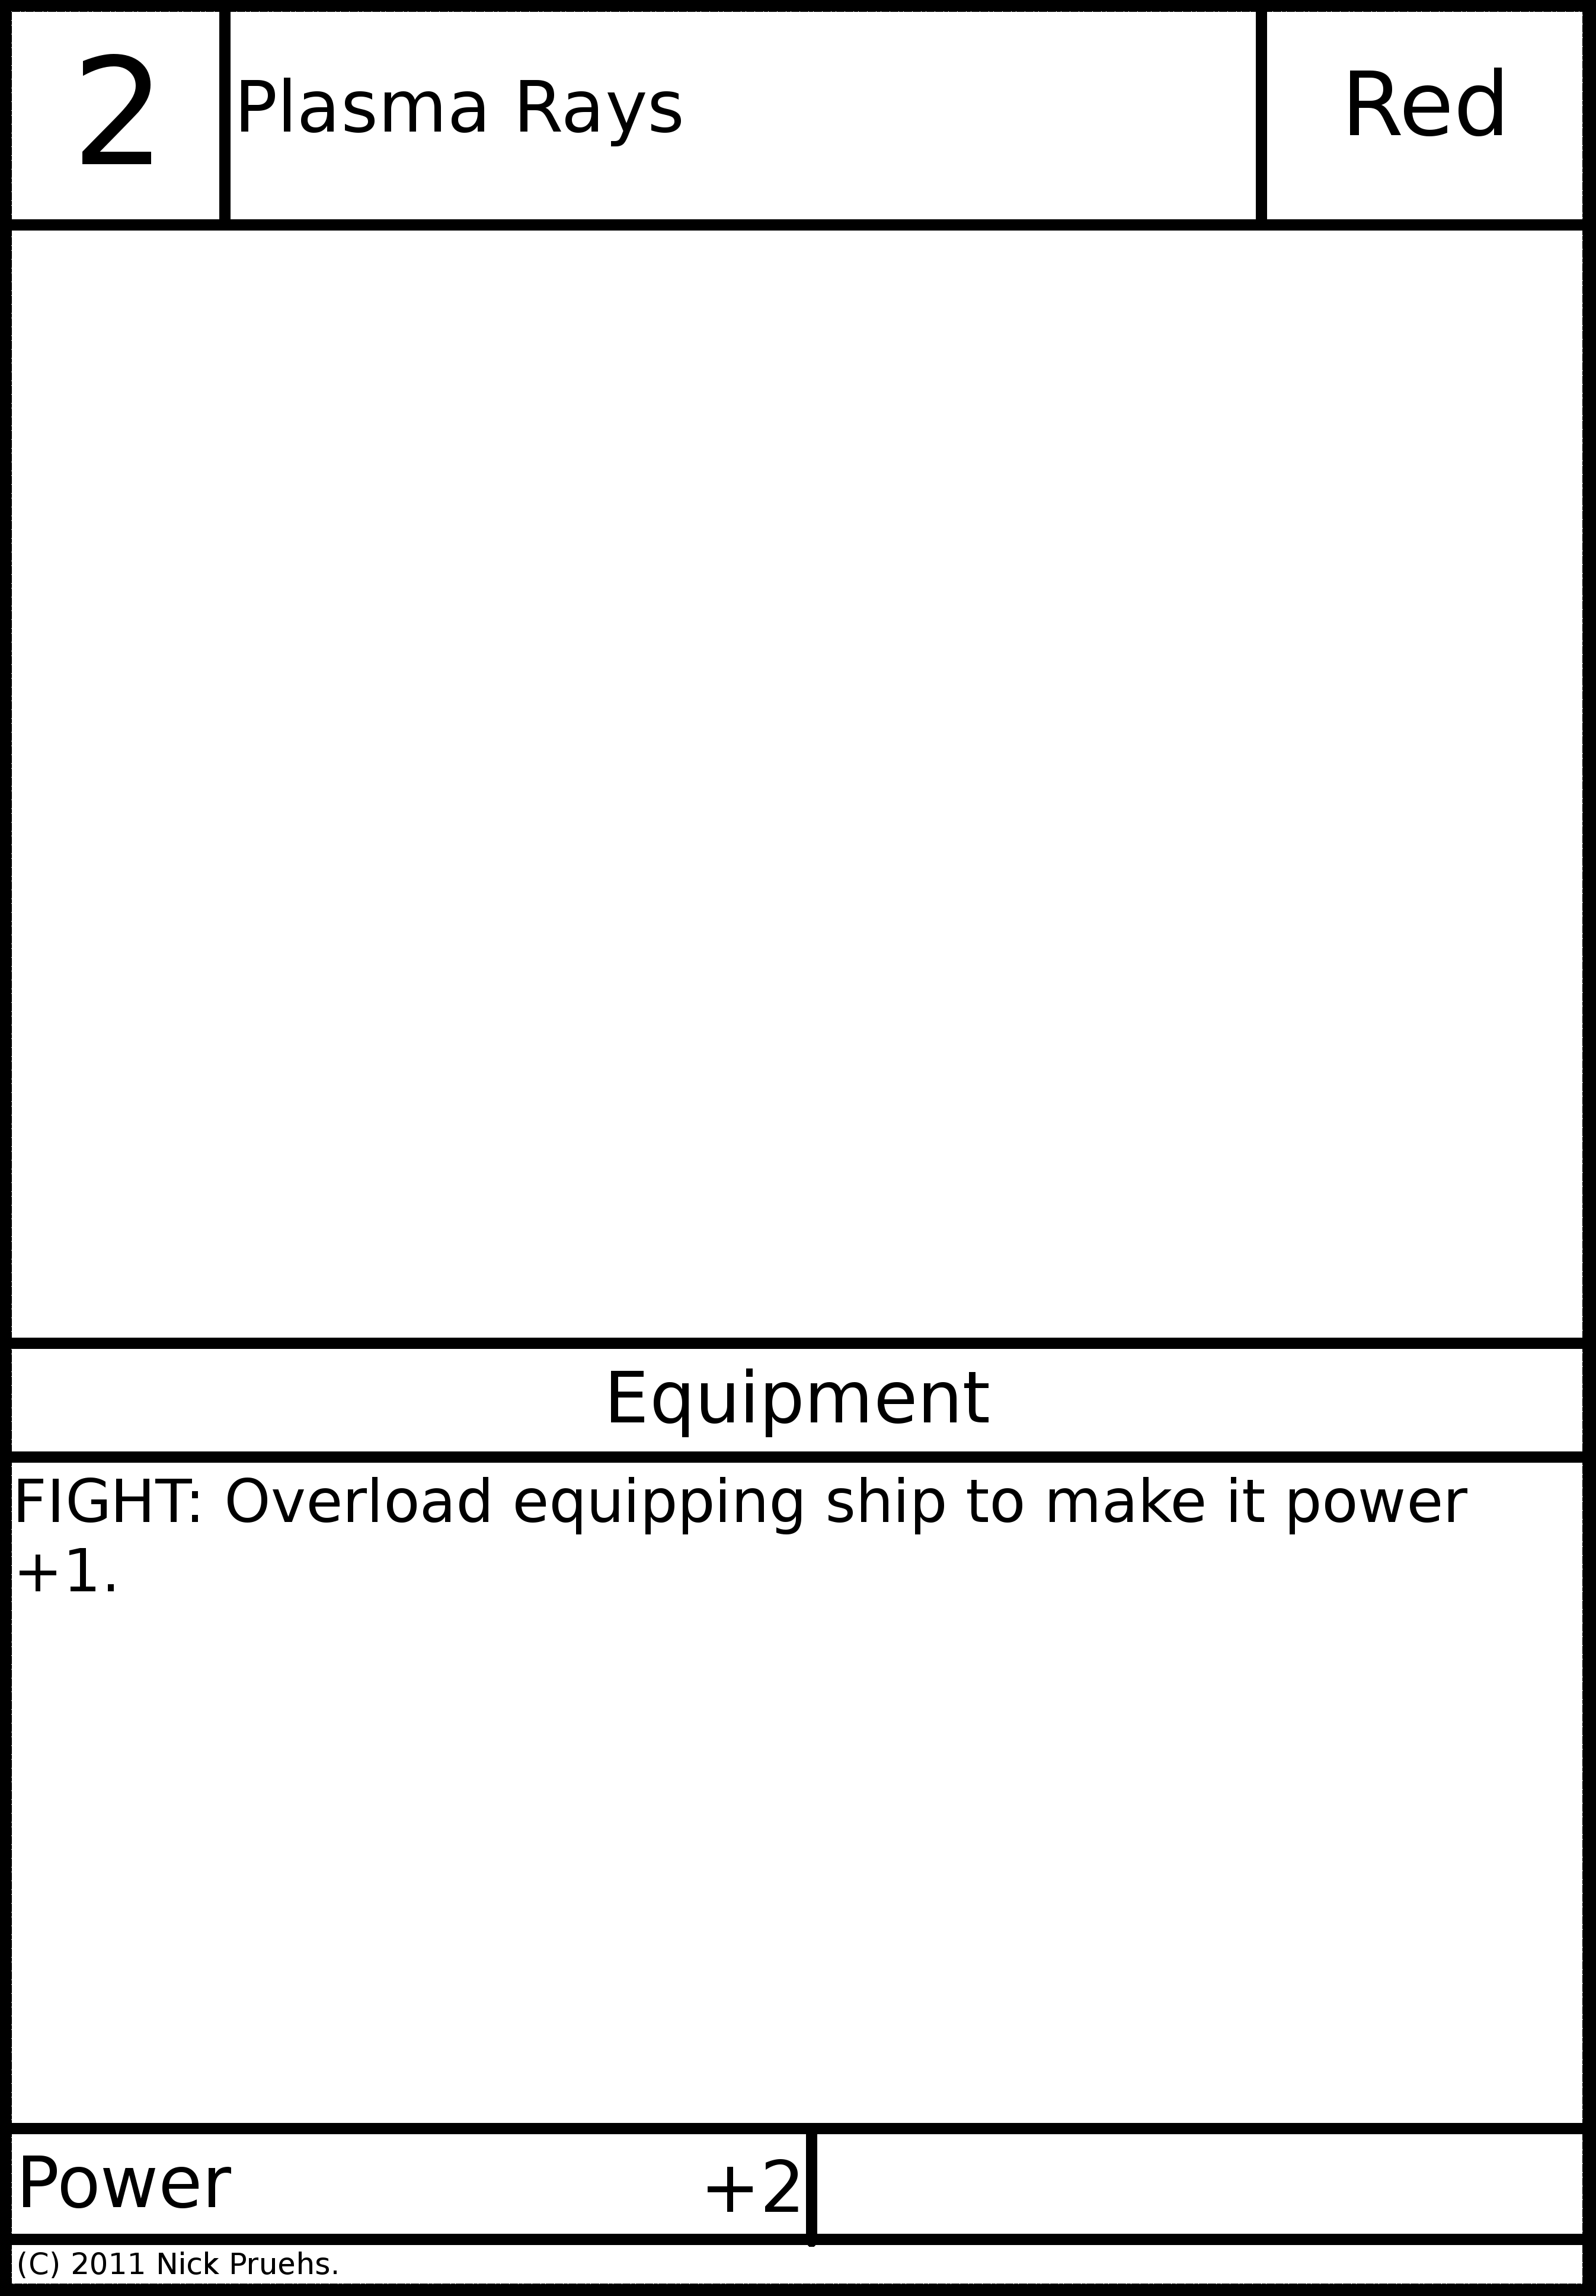 2
Plasma Rays
Red
Equipment
FIGHT: Overload equipping ship to make it power
+1.
Power
+2
(C) 2011 Nick Pruehs.